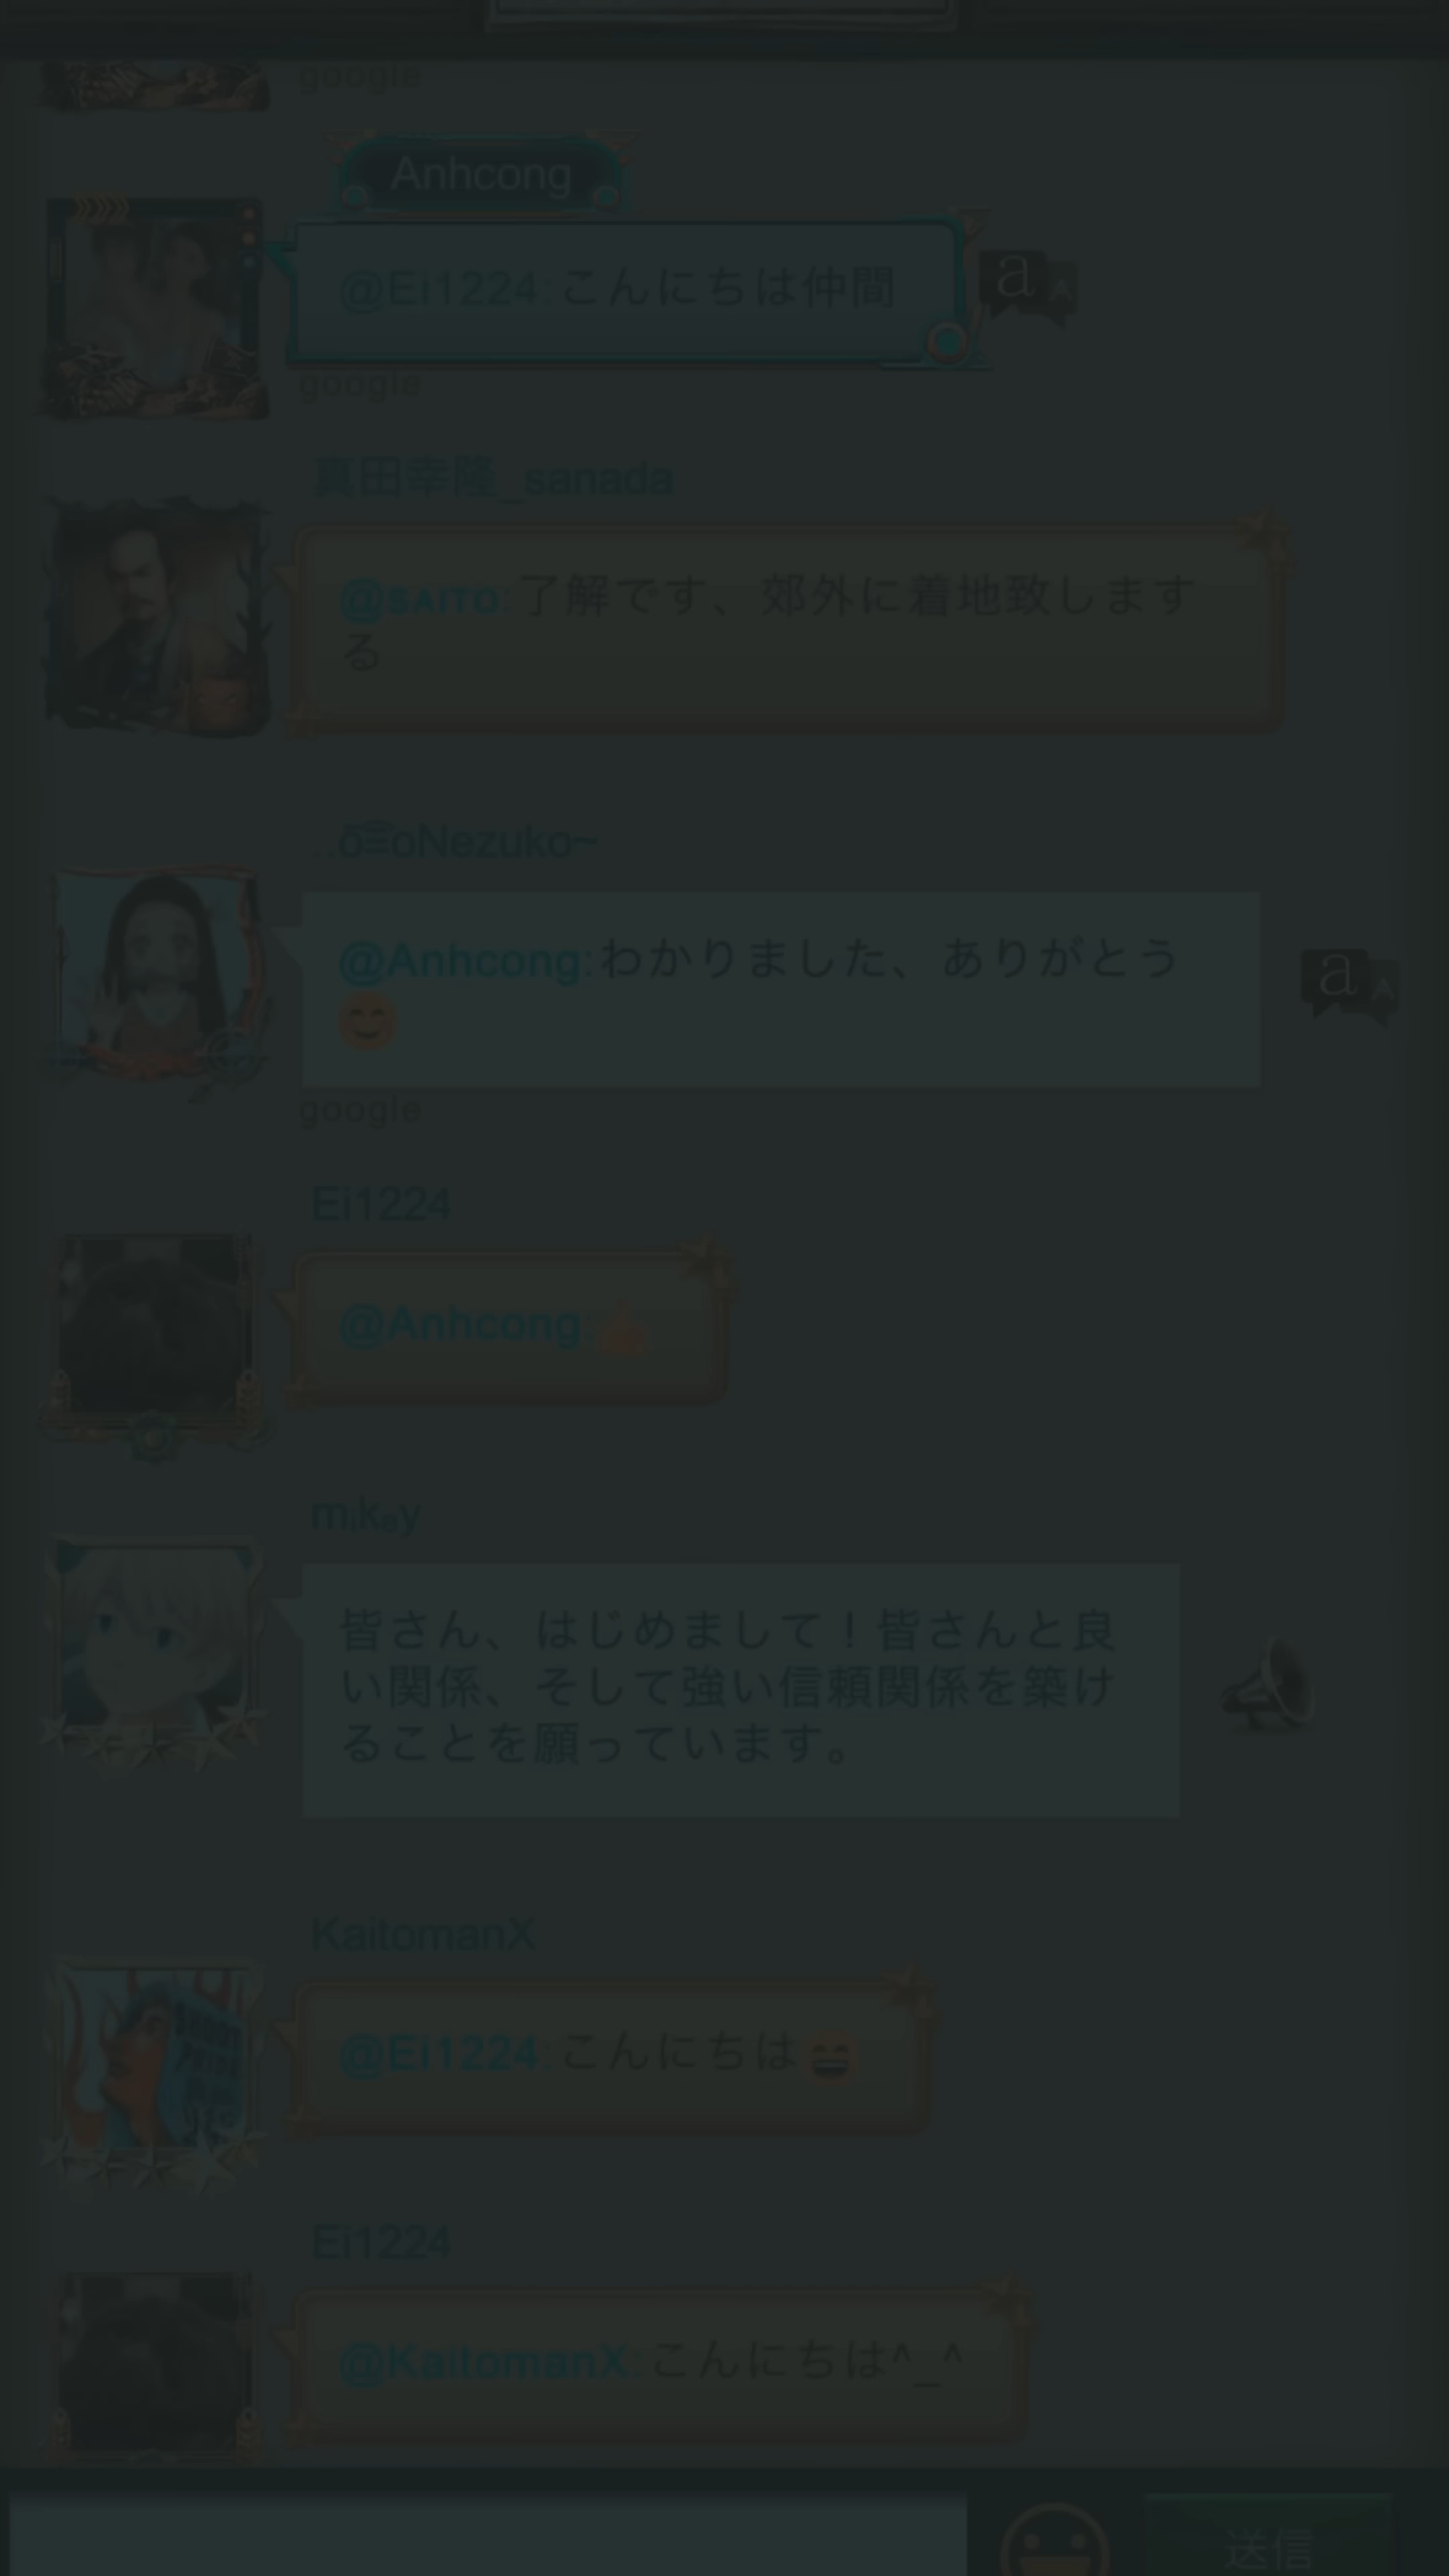 google
Anhcong
@Ei1224:こんにちは仲間
google
真田幸隆_sanada
@sᴀɪᴛᴏ:了解です、郊外に着地致します
る
Nezuko~
@Anhcong:わかりました、ありがとう
😄
google
Ei1224
@Anhcong:👍
mᵢkₑy
皆さん、はじめまして！皆さんと良
い関係、そして強い信頼関係を築け
ることを願っています。
KaitomanX
@Ei1224:こんにちは😄
Ei1224
@KaitomanX:こんにちは^_^
送信